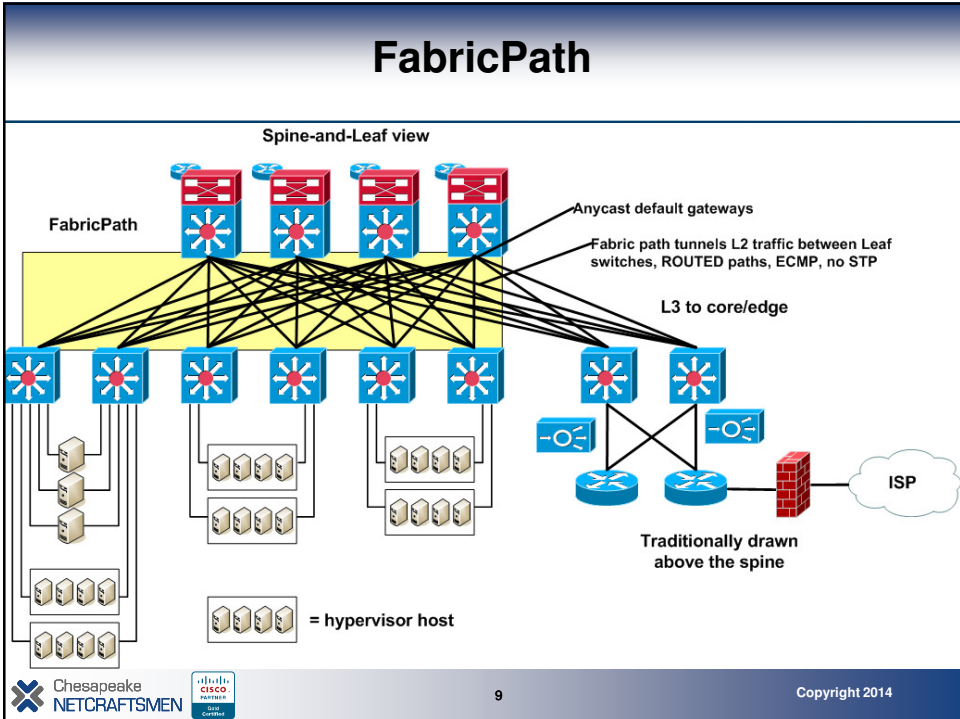 FabricPath
Spine-and-Leaf view
FabricPath
Anycast default gateways
Fabric path tunnels L2 traffic between Leaf
switches, ROUTED paths, ECMP, no STP
L3 to core/edge
ISP
Traditionally drawn
above the spine
= hypervisor host
Chesapeake
NETCRAFTSMEN
CISCO
PARTNER
Gold
Certified
9
Copyright 2014